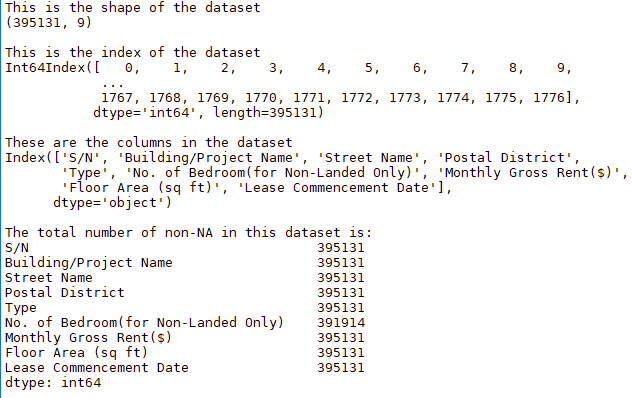 This is the shape of the dataset
(395131, 9)

This is the index of the dataset
Int64Index([   0,    1,    2,    3,    4,    5,    6,    7,    8,    9,
            ...
            1767, 1768, 1769, 1770, 1771, 1772, 1773, 1774, 1775, 1776],
           dtype='int64', length=395131)

These are the columns in the dataset
Index(['S/N', 'Building/Project Name', 'Street Name', 'Postal District',
       'Type', 'No. of Bedroom(for Non-Landed Only)', 'Monthly Gross Rent($)',
       'Floor Area (sq ft)', 'Lease Commencement Date'],
      dtype='object')

The total number of non-NA in this dataset is:
S/N                                    395131
Building/Project Name                  395131
Street Name                            395131
Postal District                        395131
Type                                   395131
No. of Bedroom(for Non-Landed Only)    391914
Monthly Gross Rent($)                  395131
Floor Area (sq ft)                     395131
Lease Commencement Date                395131
dtype: int64